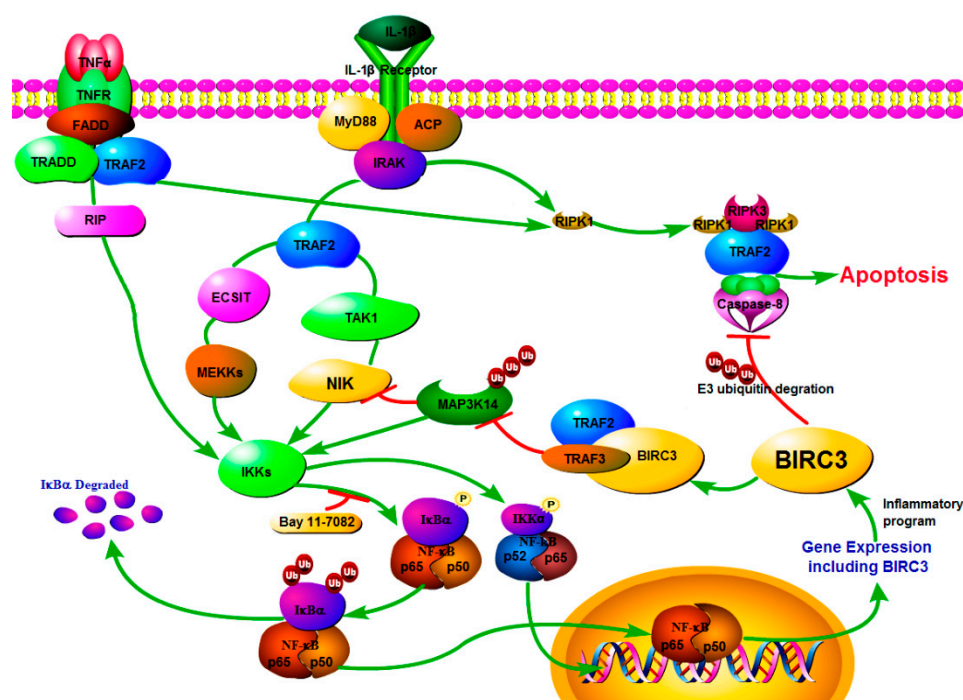 TNFα
TNFR
FADD
TRADD
TRAF2
RIP
IL-1β
IL-1β Receptor
MyD88
ACP
IRAK
RIPK1
RIPK3
RIPK1
RIPK1
TRAF2
Caspase-8
Apoptosis
TRAF2
ECSIT
TAK1
MEKKs
NIK
Ub
Ub
Ub
MAP3K14
Ub
Ub
Ub
E3 ubiquitin degration
TRAF2
TRAF3
BIRC3
BIRC3
IKKs
Bay 11-7082
IκBα Degraded
P
IκBα
NF-κB
p65
p50
P
IKKα
NF-kB
p52
p65
Inflammatory
program
Gene Expression
including BIRC3
Ub
Ub
Ub
Ub
IκBα
NF-κB
p65
p50
NF-κB
p65
p50